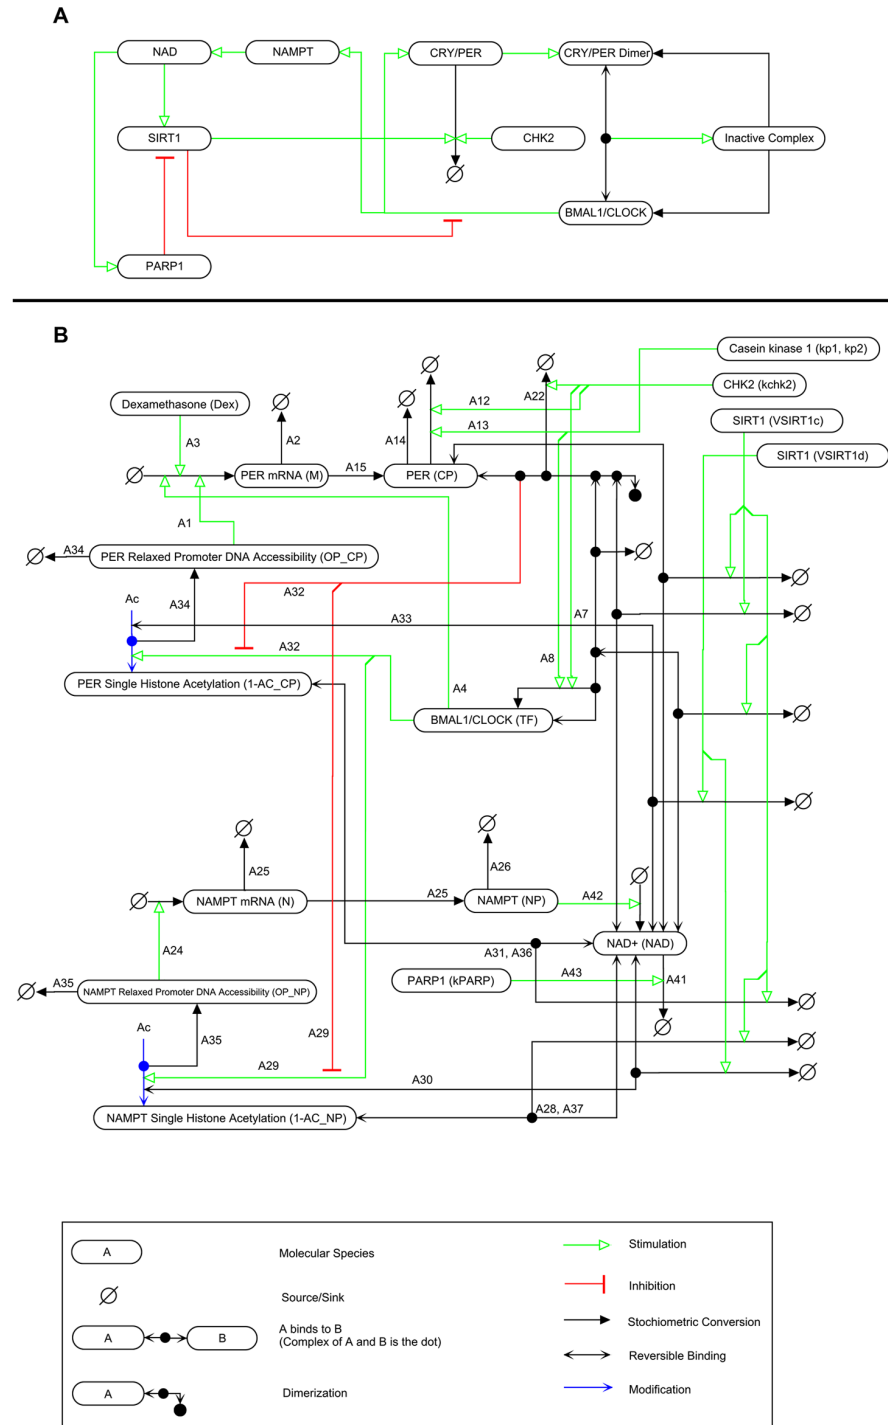 A
NAD
NAMPT
CRY/PER
CRY/PER Dimer
SIRT1
CHK2
Inactive Complex
BMAL1/CLOCK
PARP1
B
Casein kinase 1 (kp1, kp2)
CHK2 (kchk2)
Dexamethasone (Dex)
A12
A22
SIRT1 (VSIRT1c)
A3
A2
A14
A13
SIRT1 (VSIRT1d)
PER mRNA (M)
A15
PER (CP)
A1
A34
PER Relaxed Promoter DNA Accessibility (OP_CP)
Ac
A34
A32
A33
A7
A32
A8
PER Single Histone Acetylation (1-AC_CP)
A4
BMAL1/CLOCK (TF)
A25
A26
NAMPT mRNA (N)
A25
NAMPT (NP)
A42
A24
NAD+ (NAD)
A31, A36
A35
NAMPT Relaxed Promoter DNA Accessibility (OP_NP)
PARP1 (kPARP)
A43
A41
Ac
A35
A29
A29
A30
NAMPT Single Histone Acetylation (1-AC_NP)
A28, A37
A
Molecular Species
Stimulation
Source/Sink
Inhibition
A
B
A binds to B
(Complex of A and B is the dot)
Stochiometric Conversion
Reversible Binding
A
Dimerization
Modification